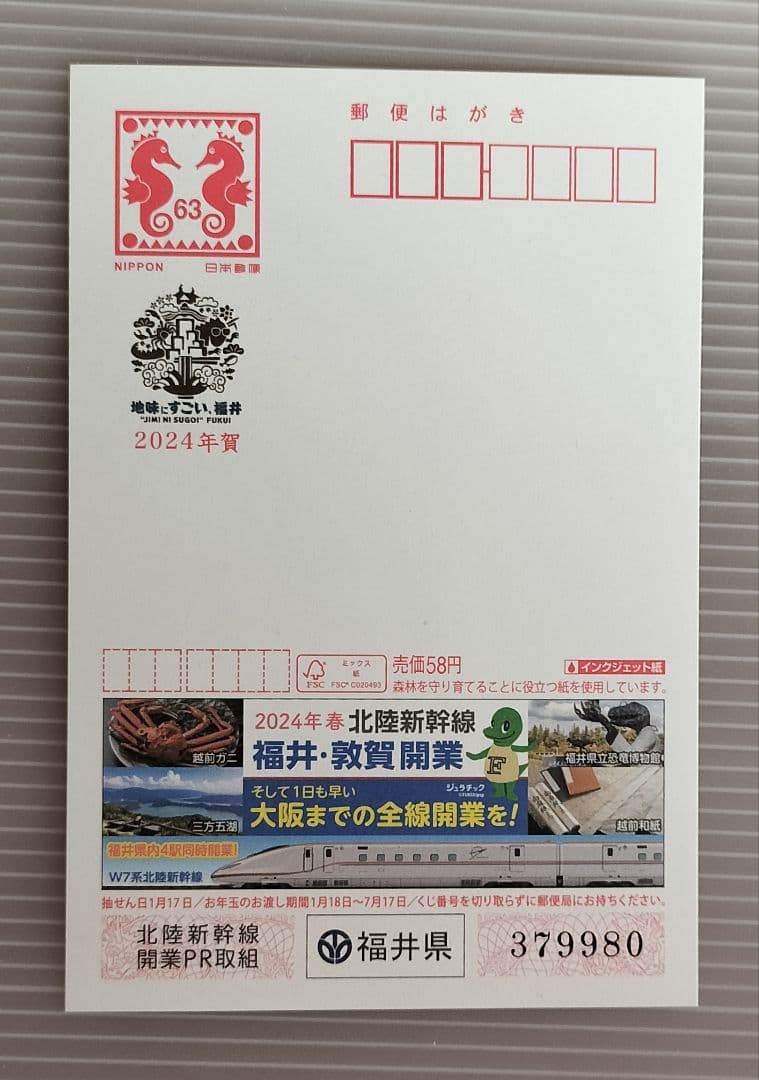 郵便はがき
63
NIPPON 日本郵便
地味にすごい、福井
"JIMI NI SUGOI" FUKUI
2024年賀
ミックス
紙
FSC FSC® C020493
売価58円
インクジェット紙
森林を守り育てることに役立つ紙を使用しています。
2024年春 北陸新幹線
福井・敦賀開業
越前ガニ
福井県立恐竜博物館
そして1日も早い
ジュラチック
大阪までの全線開業を!
三方五湖
越前和紙
福井県内4駅同時開業!
W7系北陸新幹線
抽せん日1月17日/お年玉のお渡し期間1月18日〜7月17日/くじ番号を切り取らずに郵便局にお持ちください。
北陸新幹線
開業PR取組
福井県
379980